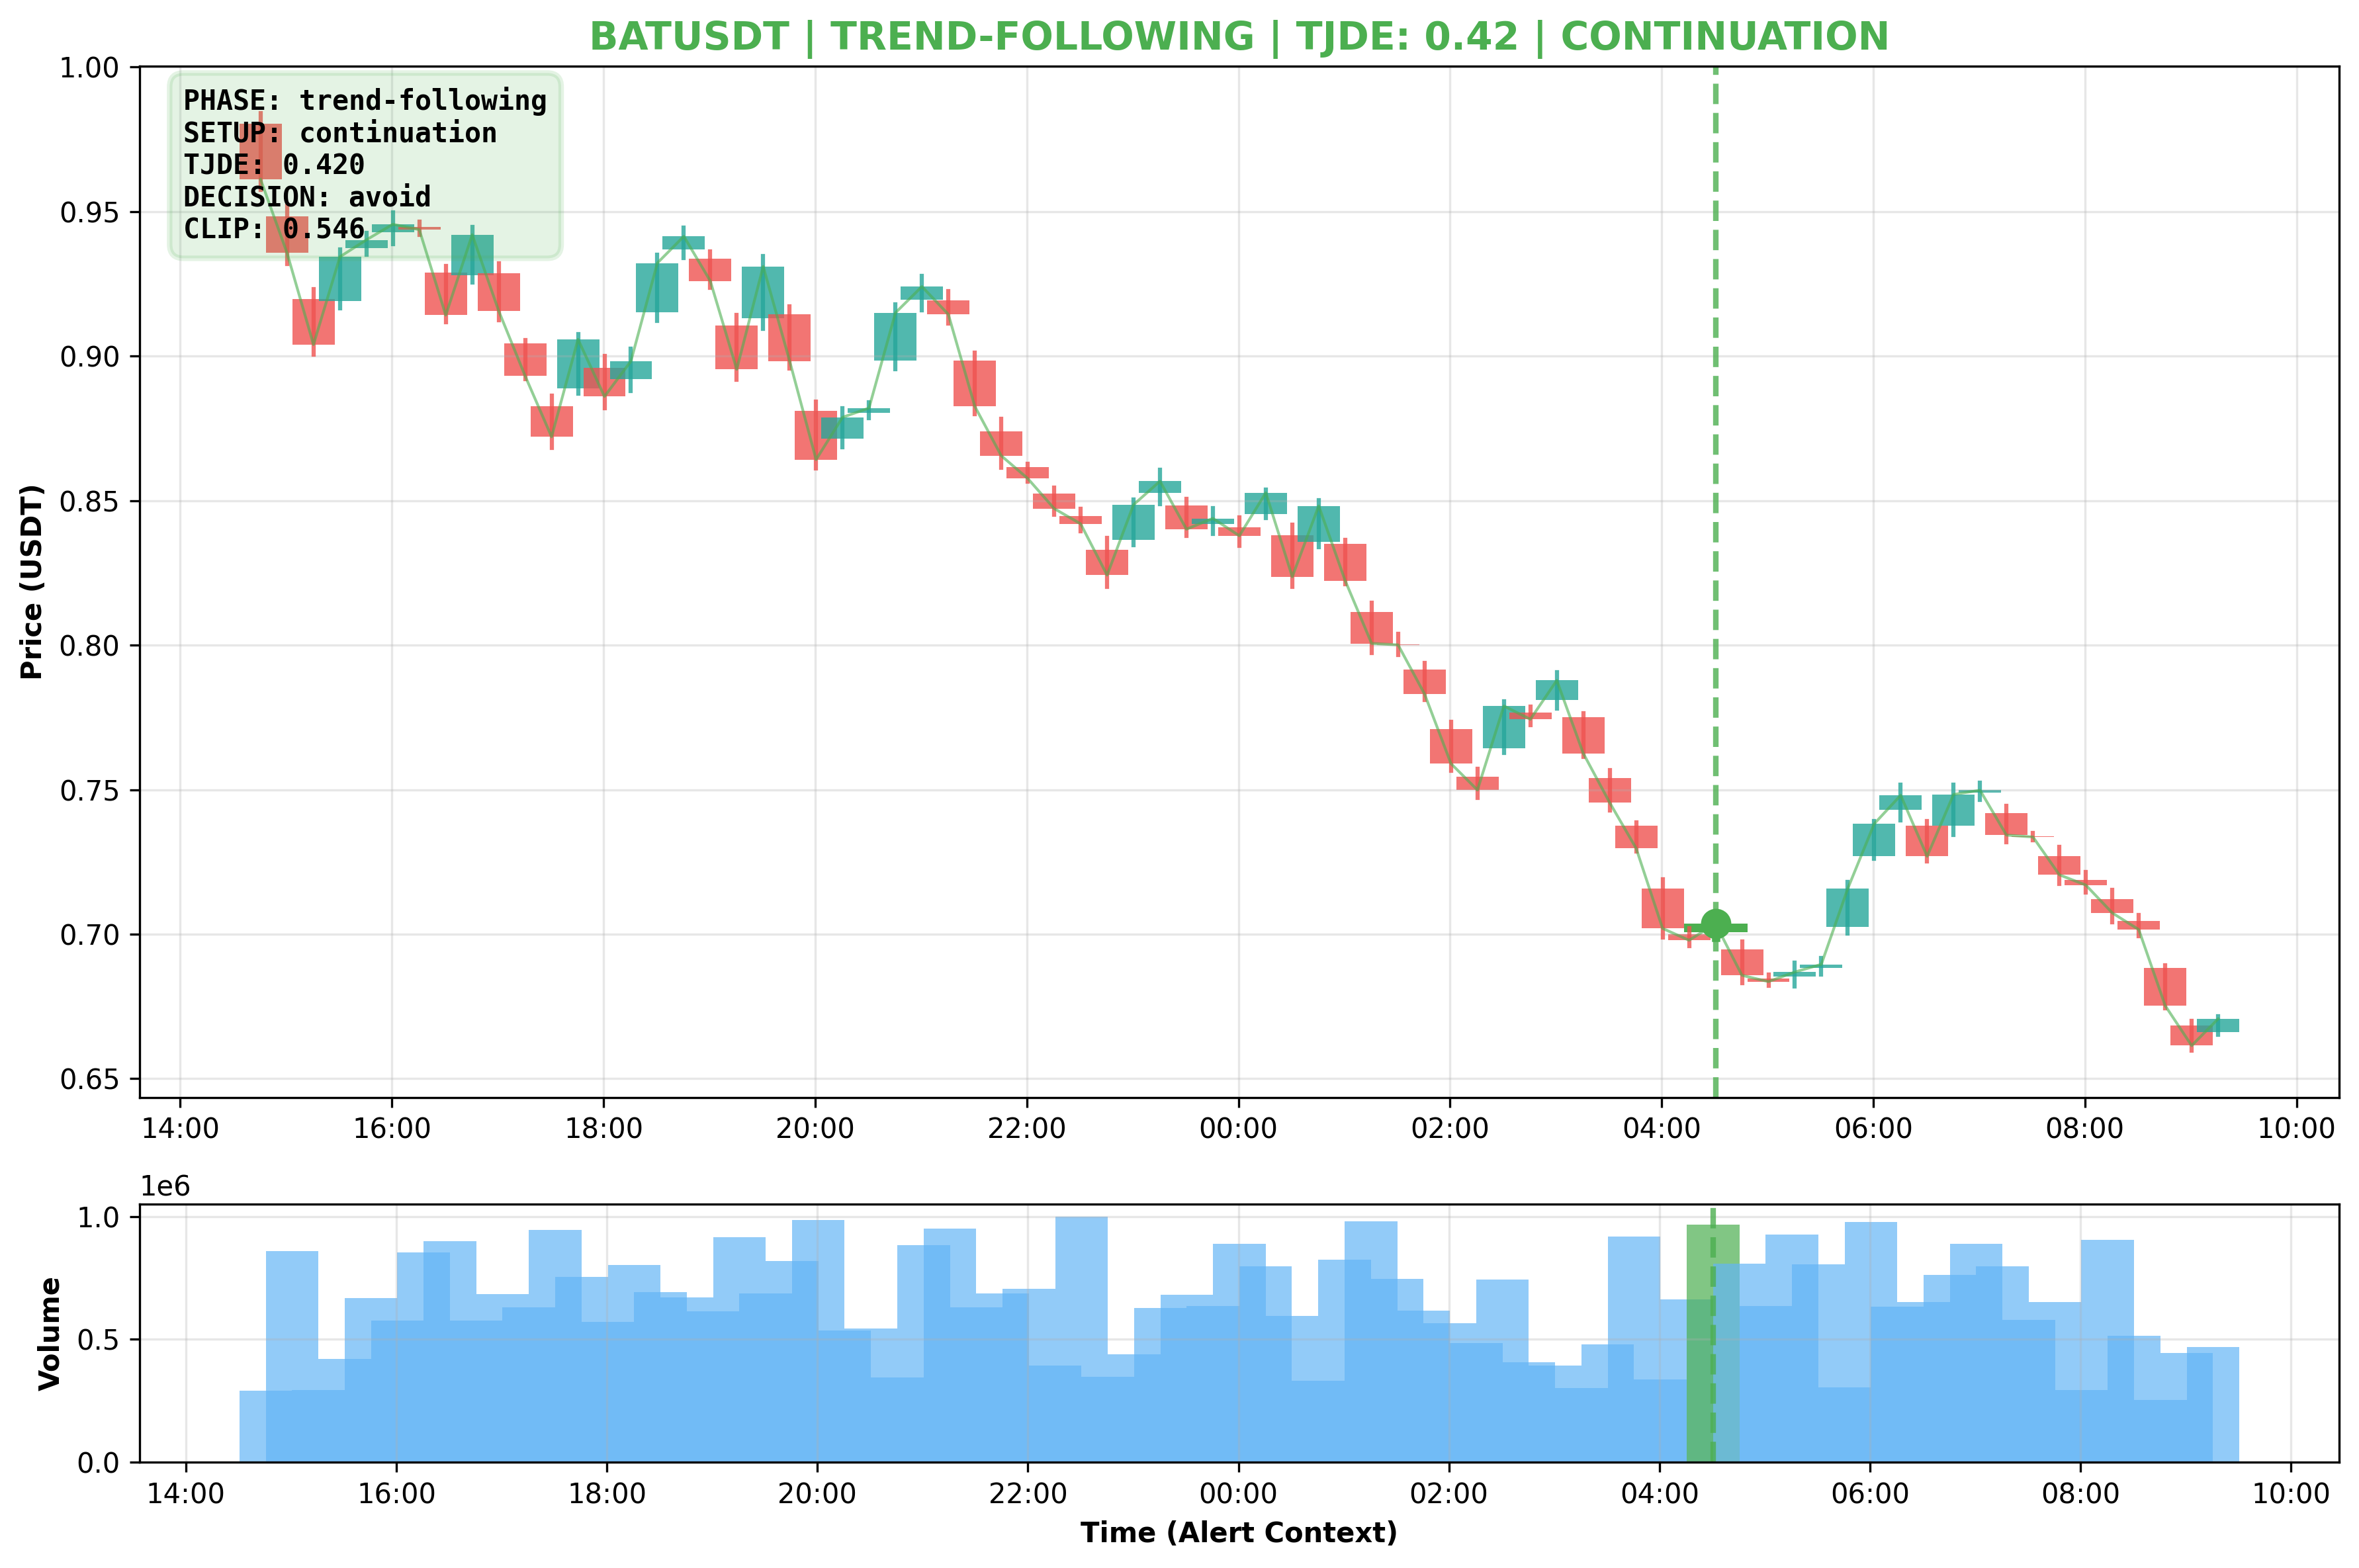 BATUSDT | TREND-FOLLOWING | TJDE: 0.42 | CONTINUATION
PHASE: trend-following
SETUP: continuation
TJDE: 0.420
DECISION: avoid
CLIP: 0.546
Price (USDT)
1.00
0.95
0.90
0.85
0.80
0.75
0.70
0.65
14:00 16:00 18:00 20:00 22:00 00:00 02:00 04:00 06:00 08:00 10:00
1e6
Volume
1.0
0.5
0.0
14:00 16:00 18:00 20:00 22:00 00:00 02:00 04:00 06:00 08:00 10:00
Time (Alert Context)